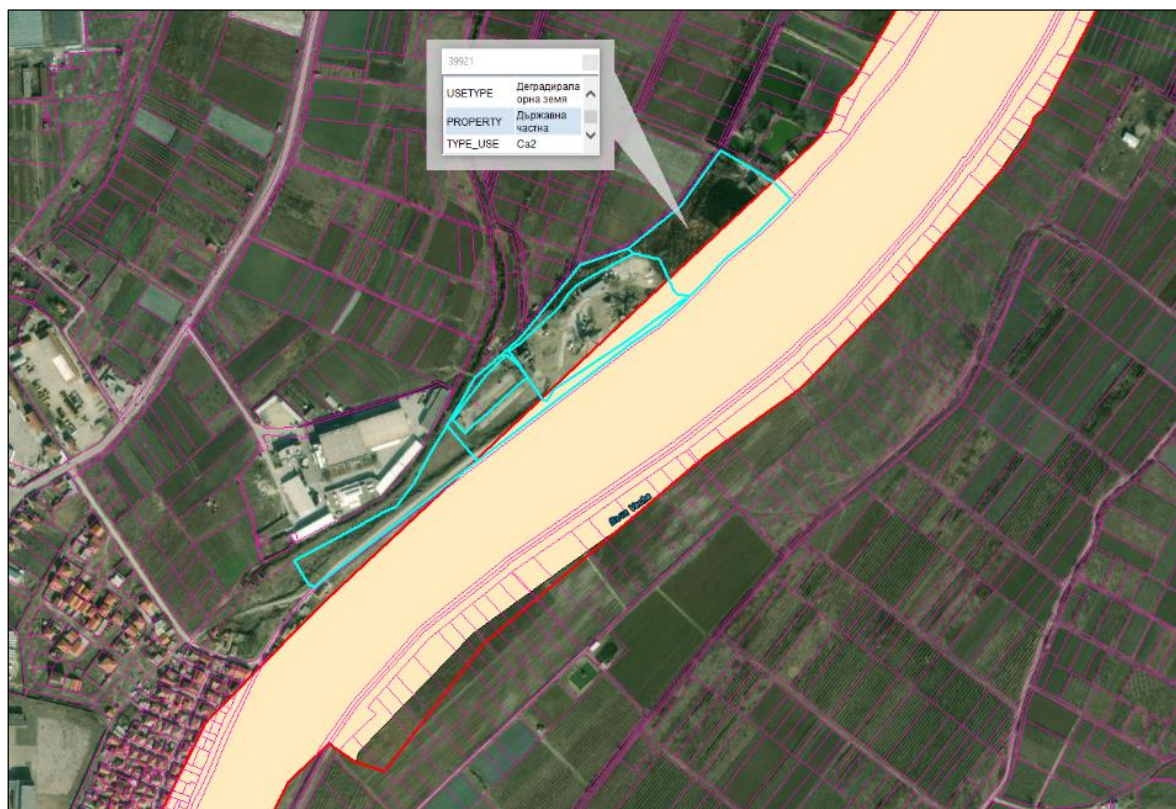 39921
USETYPE Деградирала
орна земя
PROPERTY Държавна
частна
TYPE_USE Ca2